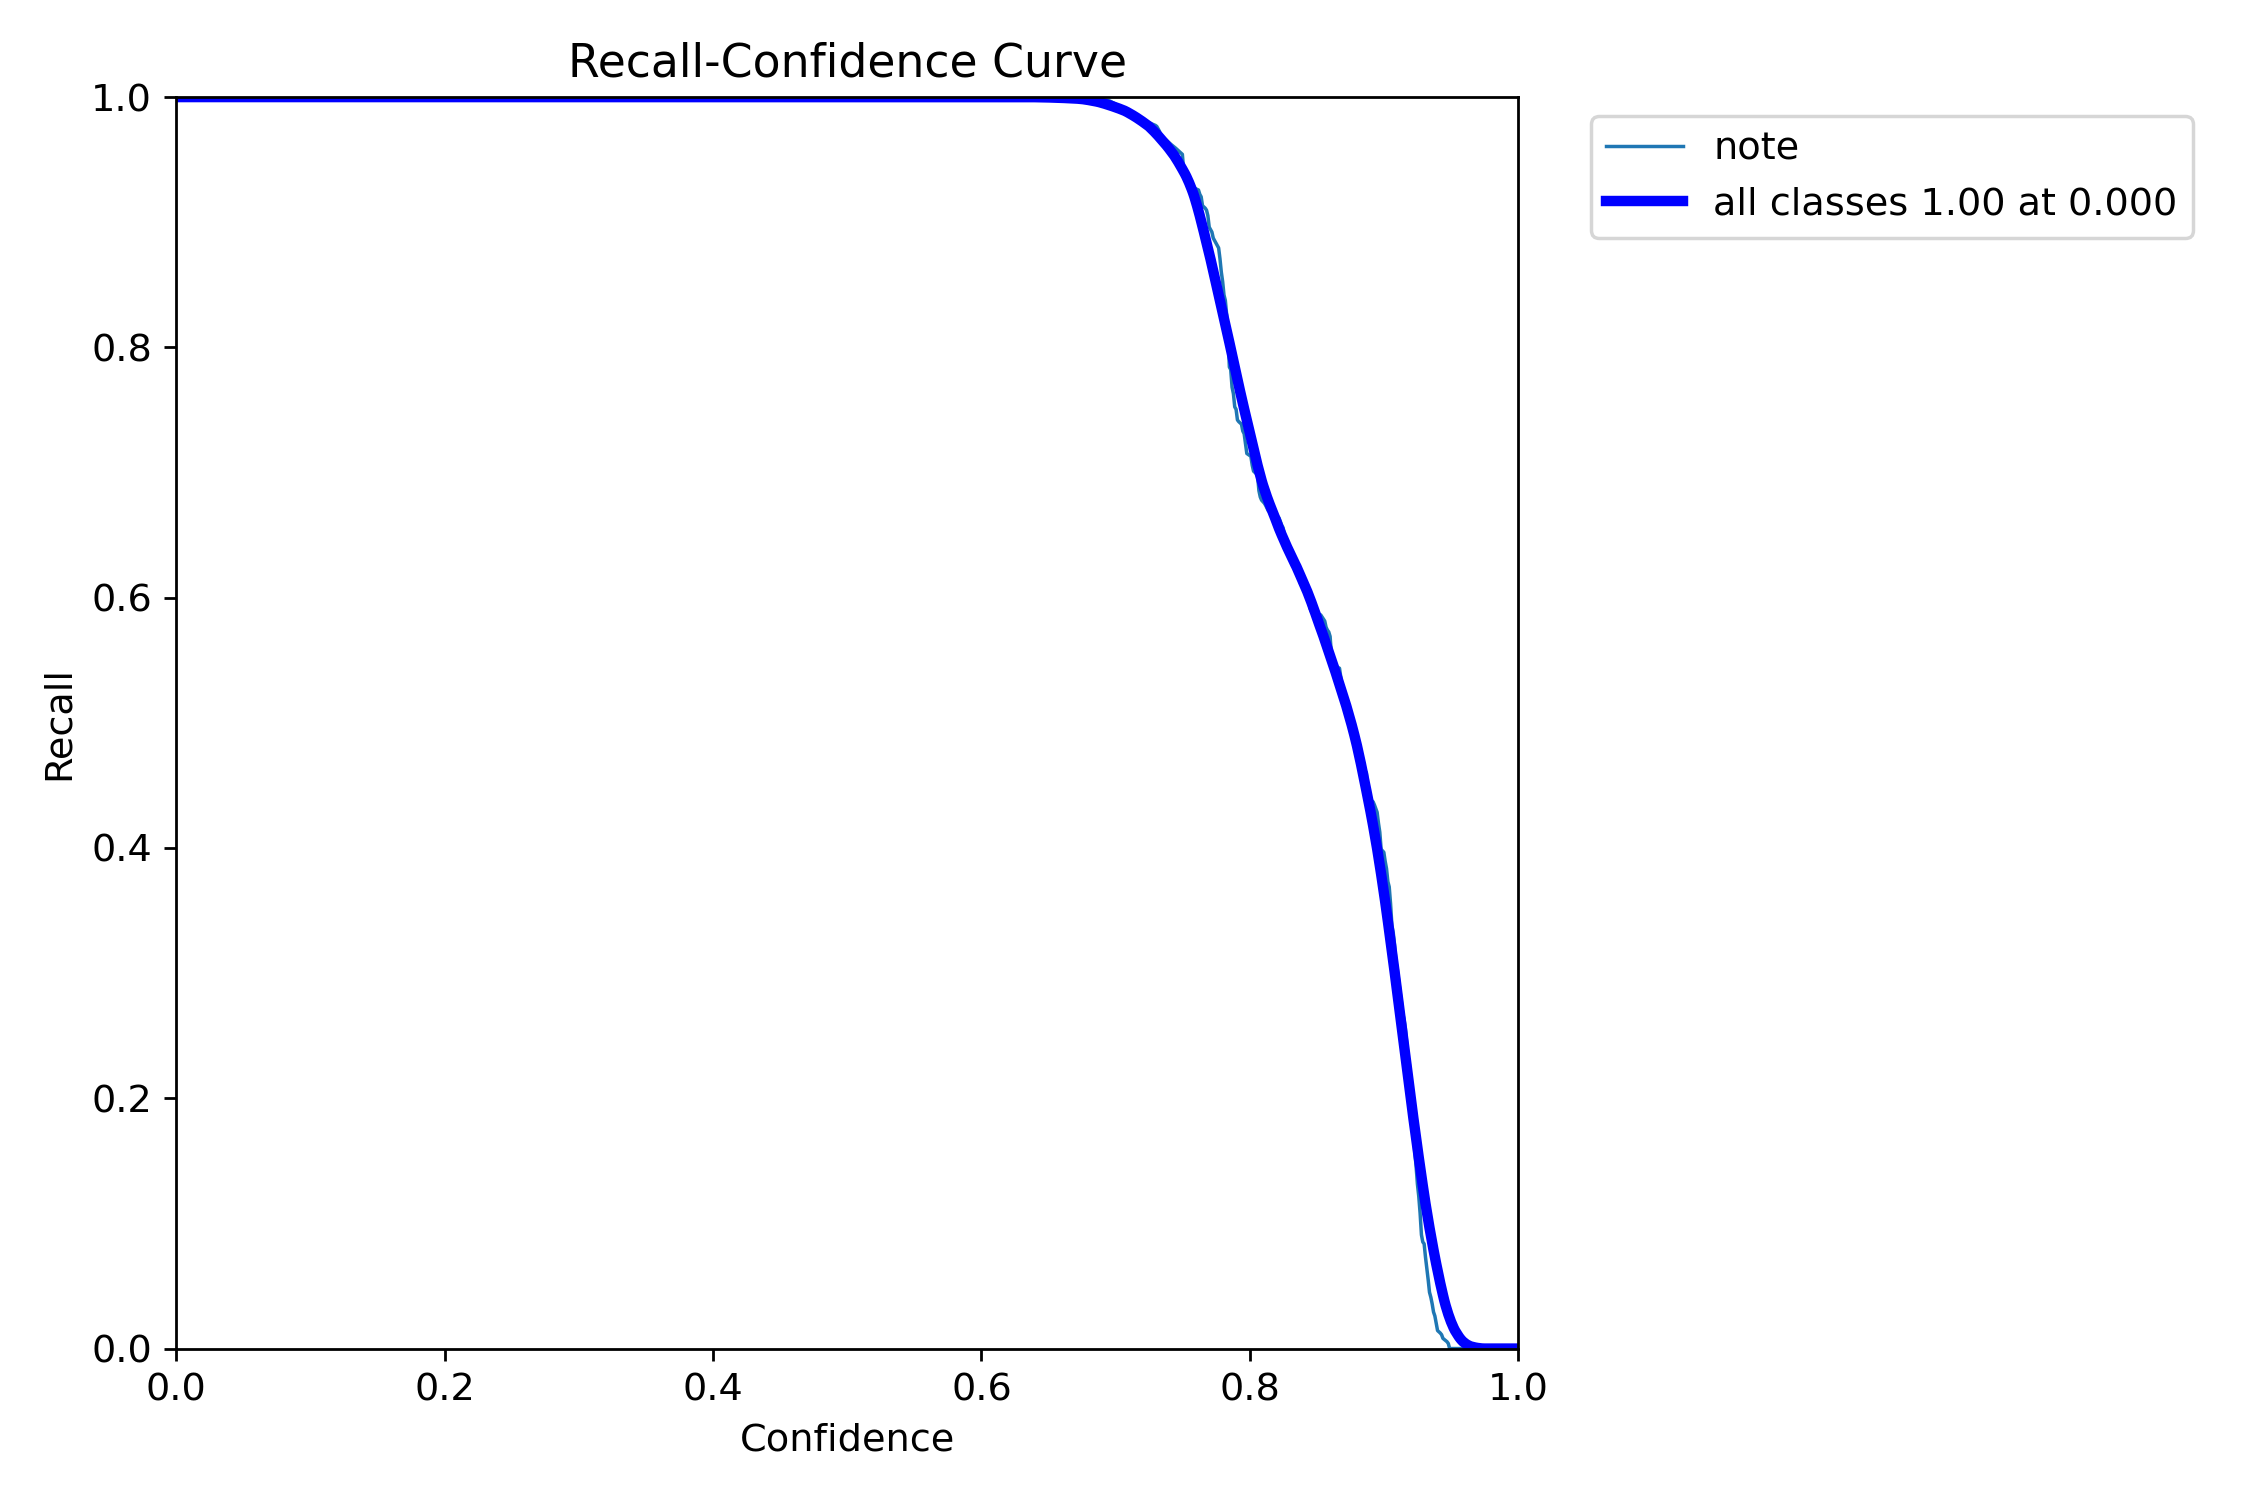 Recall-Confidence Curve
1.0
0.8
0.6
0.4
0.2
0.0
Recall
0.0 0.2 0.4 0.6 0.8 1.0
Confidence
note
all classes 1.00 at 0.000